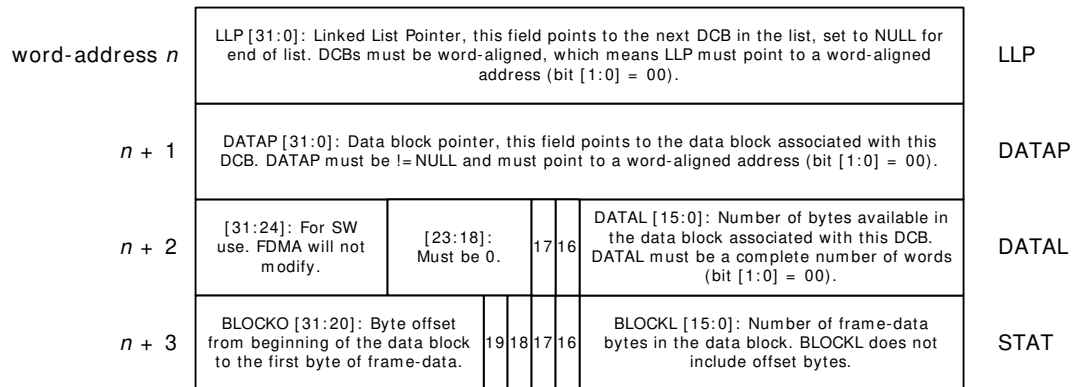 word-address n
LLP [31:0]: Linked List Pointer, this field points to the next DCB in the list, set to NULL for
end of list. DCBs must be word-aligned, which means LLP must point to a word-aligned
address (bit [1:0] = 00).
LLP
n + 1
DATAP [31:0]: Data block pointer, this field points to the data block associated with this
DCB. DATAP must be !=NULL and must point to a word-aligned address (bit [1:0] = 00).
DATAP
n + 2
[31:24]: For SW
use. FDMA will not
modify.
[23:18]:
Must be 0.
17
16
DATAL [15:0]: Number of bytes available in
the data block associated with this DCB.
DATAL must be a complete number of words
(bit [1:0] = 00).
DATAL
n + 3
BLOCKO [31:20]: Byte offset
from beginning of the data block
to the first byte of frame-data.
19
18
17
16
BLOCKL [15:0]: Number of frame-data
bytes in the data block. BLOCKL does not
include offset bytes.
STAT